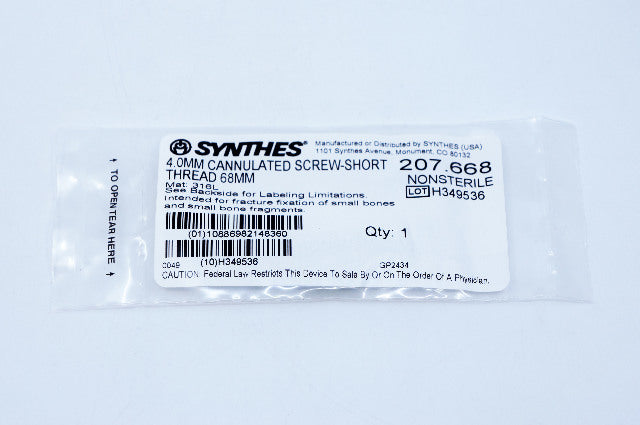 SYNTHES®
Manufactured or Distributed by SYNTHES (USA)
1101 Synthes Avenue, Monument, CO 80132
4.0MM CANNULATED SCREW-SHORT
THREAD 68MM
207.668
NONSTERILE
LOT H349536
Mat: 316L
See Backside for Labeling Limitations.
Intended for fracture fixation of small bones
and small bone fragments.
(01)10886982148360
Qty: 1
(10)H349536
0049
GP2434
CAUTION: Federal Law Restricts This Device To Sale By Or On The Order Of A Physician.
↑ TO OPEN TEAR HERE ↑